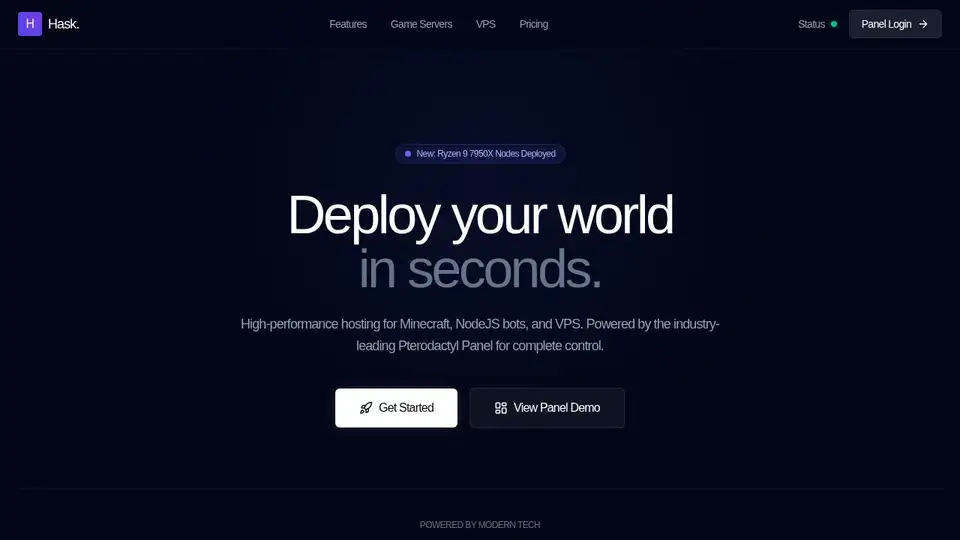 H Hask.
Features Game Servers VPS Pricing
Status Panel Login
New: Ryzen 9 7950X Nodes Deployed
Deploy your world
in seconds.
High-performance hosting for Minecraft, NodeJS bots, and VPS. Powered by the industry-
leading Pterodactyl Panel for complete control.
Get Started View Panel Demo
POWERED BY MODERN TECH